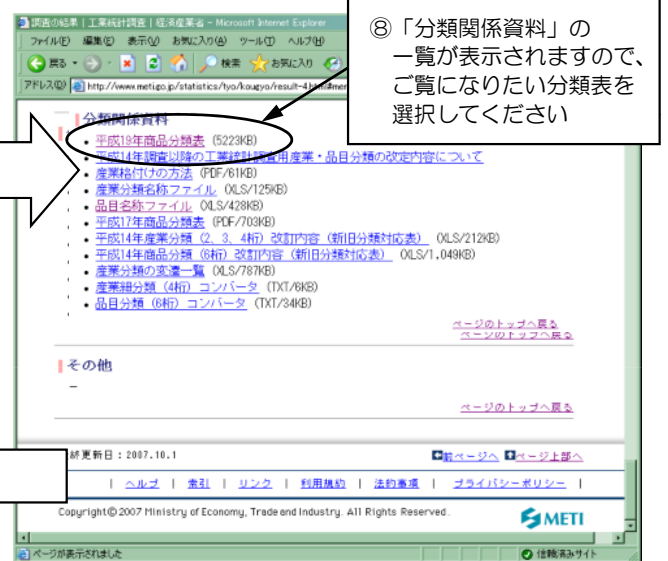 調査の結果 | 工業統計調査 | 経済産業省 - Microsoft Internet Explorer
ファイル(F) 編集(E) 表示(V) お気に入り(A) ツール(T) ヘルプ(H)
戻る 検索 お気に入り
アドレス(D) http://www.meti.go.jp/statistics/tyo/kougyo/result-4.html
⑧「分類関係資料」の
一覧が表示されますので、
ご覧になりたい分類表を
選択してください
分類関係資料
• 平成19年商品分類表 (5223KB)
• 平成14年調査以降の工業統計調査用産業・品目分類の改定内容について
• 産業格付けの方法 (PDF/61KB)
• 産業分類名称ファイル (XLS/125KB)
• 品目名称ファイル (XLS/428KB)
• 平成17年商品分類表 (PDF/703KB)
• 平成14年産業分類（2、3、4桁）改訂内容（新旧分類対応表） (XLS/212KB)
• 平成14年商品分類（6桁）改訂内容（新旧分類対応表） (XLS/1,049KB)
• 産業分類の変遷一覧 (XLS/787KB)
• 産業細分類（4桁）コンバータ (TXT/6KB)
• 品目分類（6桁）コンバータ (TXT/34KB)
ページのトップへ戻る
ページのトップへ戻る
その他
−
ページのトップへ戻る
終更新日：2007.10.1
前ページへ ページ上部へ
| ヘルプ | 索引 | リンク | 利用規約 | 法的事項 | プライバシーポリシー |
Copyright© 2007 Ministry of Economy, Trade and Industry. All Rights Reserved.
METI
ページが表示されました
信頼済みサイト